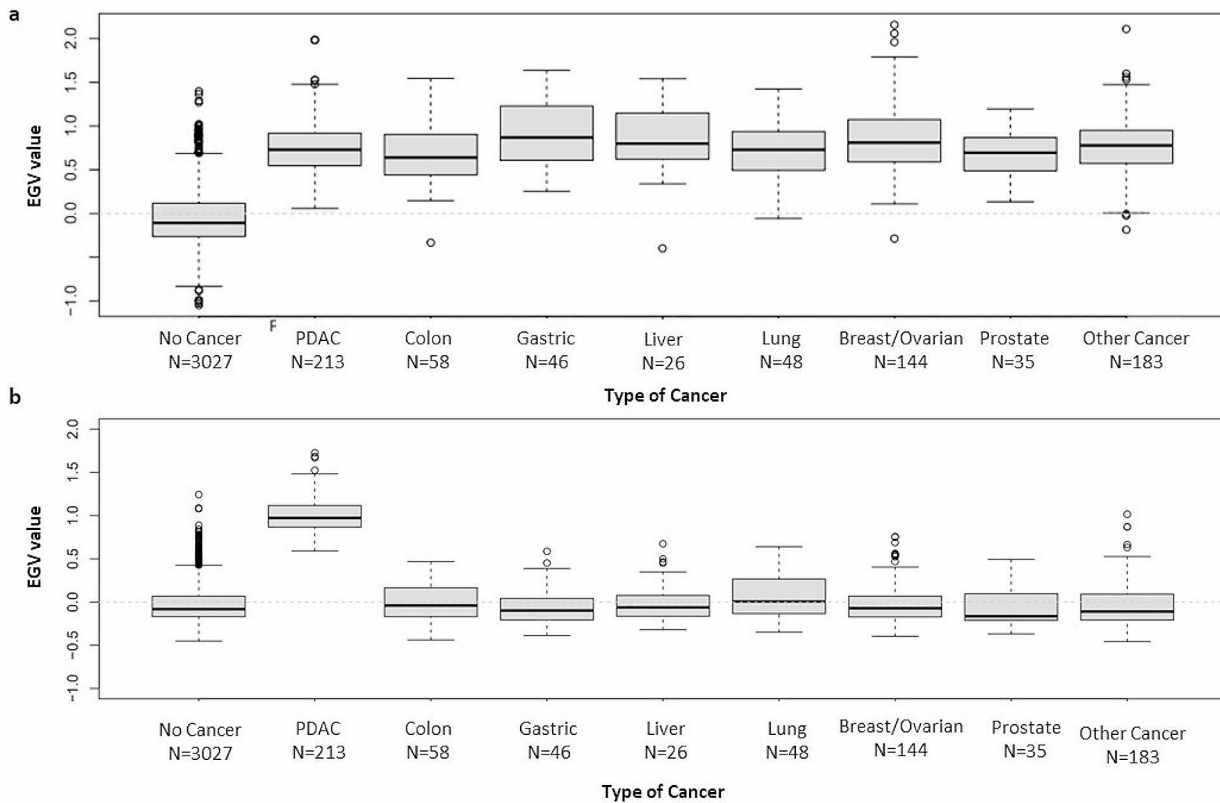 a
EGV value
2.0
1.5
1.0
0.5
0.0
−1.0
No Cancer PDAC Colon Gastric Liver Lung Breast/Ovarian Prostate Other Cancer
N=3027 N=213 N=58 N=46 N=26 N=48 N=144 N=35 N=183
Type of Cancer
b
EGV value
2.0
1.5
1.0
0.5
0.0
−0.5
−1.0
No Cancer PDAC Colon Gastric Liver Lung Breast/Ovarian Prostate Other Cancer
N=3027 N=213 N=58 N=46 N=26 N=48 N=144 N=35 N=183
Type of Cancer